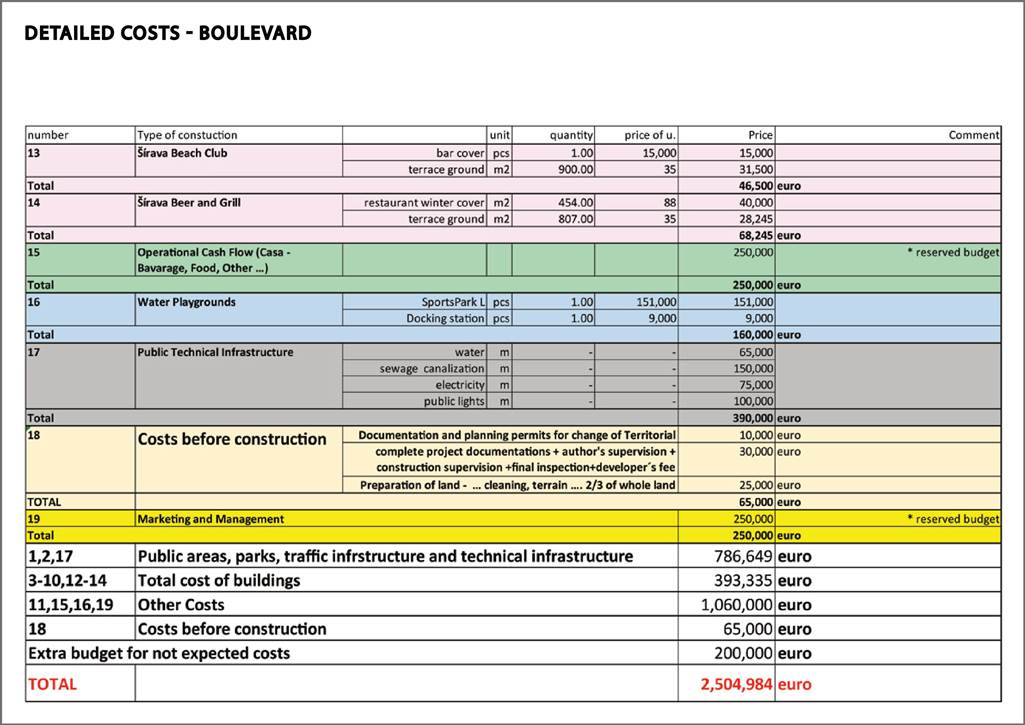 DETAILED COSTS - BOULEVARD
number Type of constuction unit quantity price of u. Price Comment
13 Šírava Beach Club bar cover pcs 1.00 15,000 15,000
terrace ground m2 900.00 35 31,500
Total 46,500 euro
14 Šírava Beer and Grill restaurant winter cover m2 454.00 88 40,000
terrace ground m2 807.00 35 28,245
Total 68,245 euro
15 Operational Cash Flow (Casa - 250,000 * reserved budget
Bavarage, Food, Other ...)
Total 250,000 euro
16 Water Playgrounds SportsPark L pcs 1.00 151,000 151,000
Docking station pcs 1.00 9,000 9,000
Total 160,000 euro
17 Public Technical Infrastructure water m - - 65,000
sewage canalization m - - 150,000
electricity m - - 75,000
public lights m - - 100,000
Total 390,000 euro
18 Costs before construction Documentation and planning permits for change of Territorial 10,000 euro
complete project documentations + author's supervision + 30,000 euro
construction supervision +final inspection+developer´s fee
Preparation of land - ... cleaning, terrain .... 2/3 of whole land 25,000 euro
TOTAL 65,000 euro
19 Marketing and Management 250,000 * reserved budget
Total 250,000 euro
1,2,17 Public areas, parks, traffic infrstructure and technical infrastructure 786,649 euro
3-10,12-14 Total cost of buildings 393,335 euro
11,15,16,19 Other Costs 1,060,000 euro
18 Costs before construction 65,000 euro
Extra budget for not expected costs 200,000 euro
TOTAL 2,504,984 euro